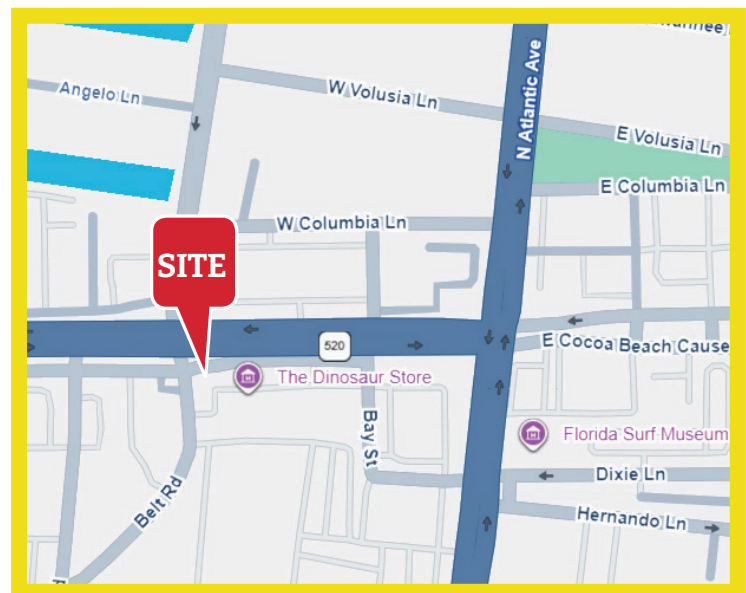 Angelo Ln
W Volusia Ln
N Atlantic Ave
E Volusia Ln
E Columbia Ln
W Columbia Ln
SITE
520
E Cocoa Beach Cause
The Dinosaur Store
Bay St
Florida Surf Museum
Dixie Ln
Belt Rd
Hernando Ln